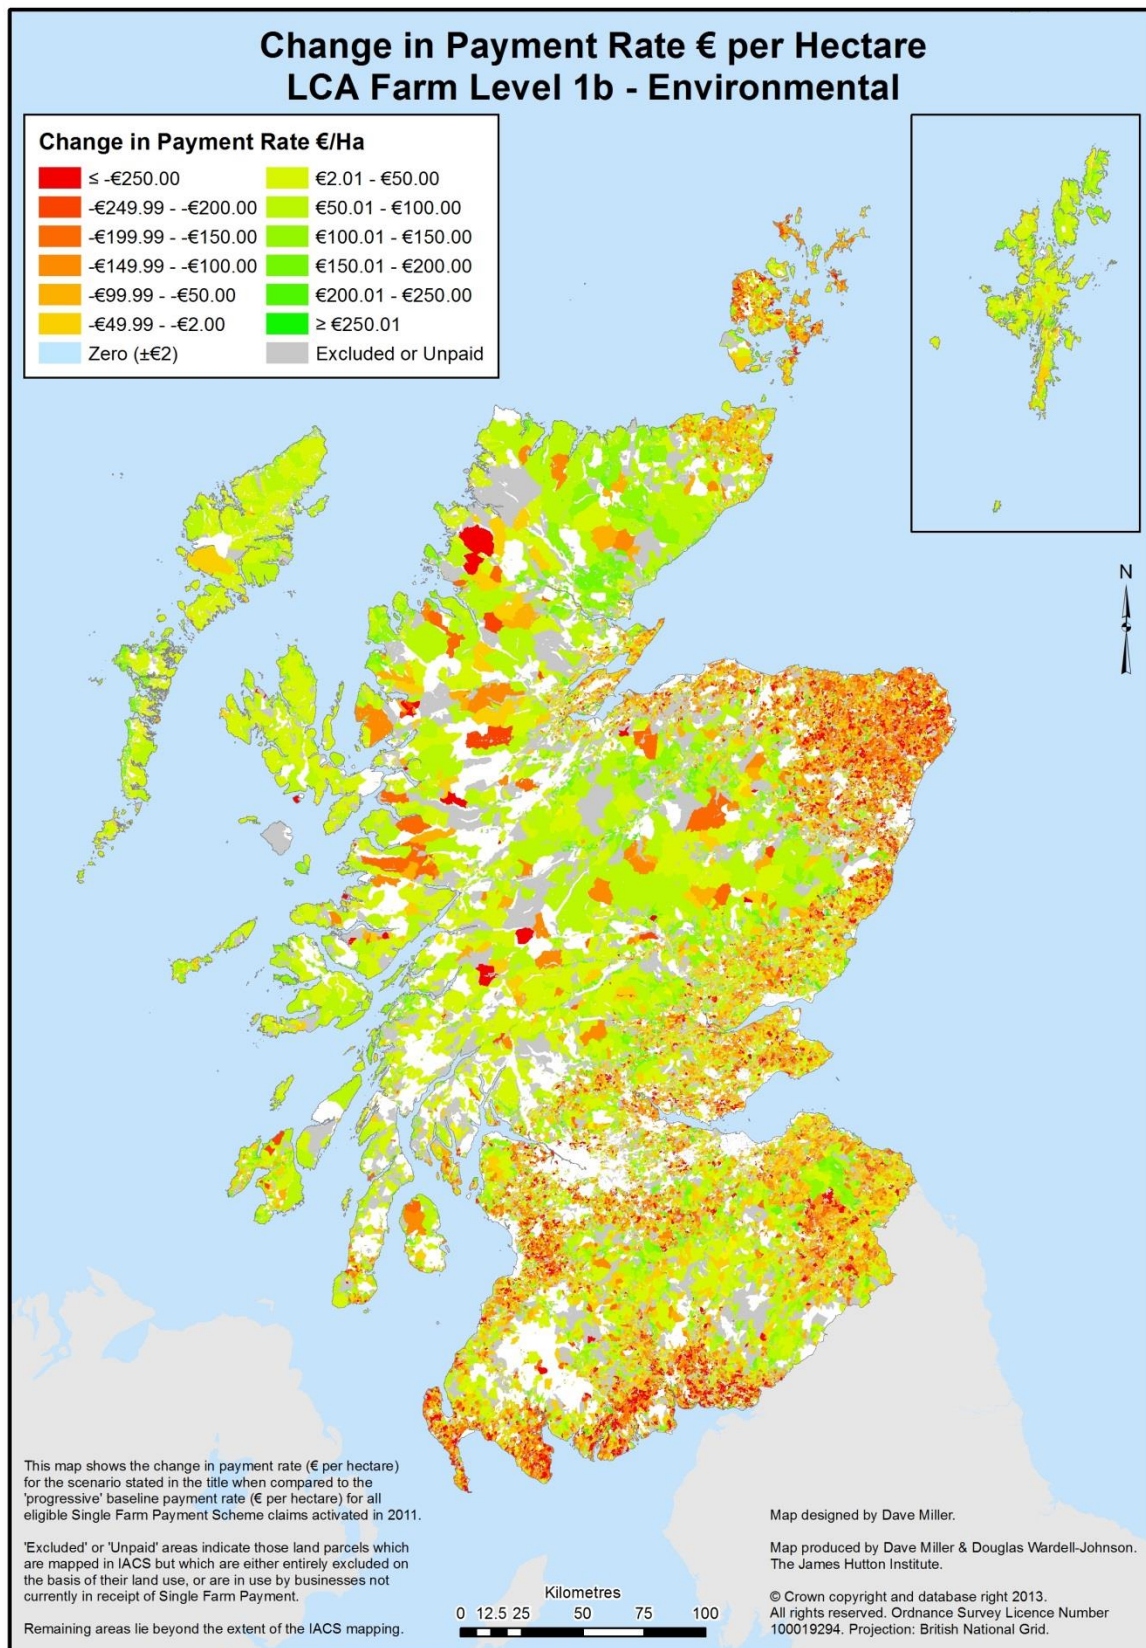 Change in Payment Rate € per Hectare
LCA Farm Level 1b - Environmental
Change in Payment Rate €/Ha
≤ -€250.00
-€249.99 - -€200.00
-€199.99 - -€150.00
-€149.99 - -€100.00
-€99.99 - -€50.00
-€49.99 - -€2.00
Zero (±€2)
€2.01 - €50.00
€50.01 - €100.00
€100.01 - €150.00
€150.01 - €200.00
€200.01 - €250.00
≥ €250.01
Excluded or Unpaid
N
This map shows the change in payment rate (€ per hectare)
for the scenario stated in the title when compared to the
'progressive' baseline payment rate (€ per hectare) for all
eligible Single Farm Payment Scheme claims activated in 2011.
'Excluded' or 'Unpaid' areas indicate those land parcels which
are mapped in IACS but which are either entirely excluded on
the basis of their land use, or are in use by businesses not
currently in receipt of Single Farm Payment.
Remaining areas lie beyond the extent of the IACS mapping.
Kilometres
0 12.5 25 50 75 100
Map designed by Dave Miller.
Map produced by Dave Miller & Douglas Wardell-Johnson.
The James Hutton Institute.
© Crown copyright and database right 2013.
All rights reserved. Ordnance Survey Licence Number
100019294. Projection: British National Grid.